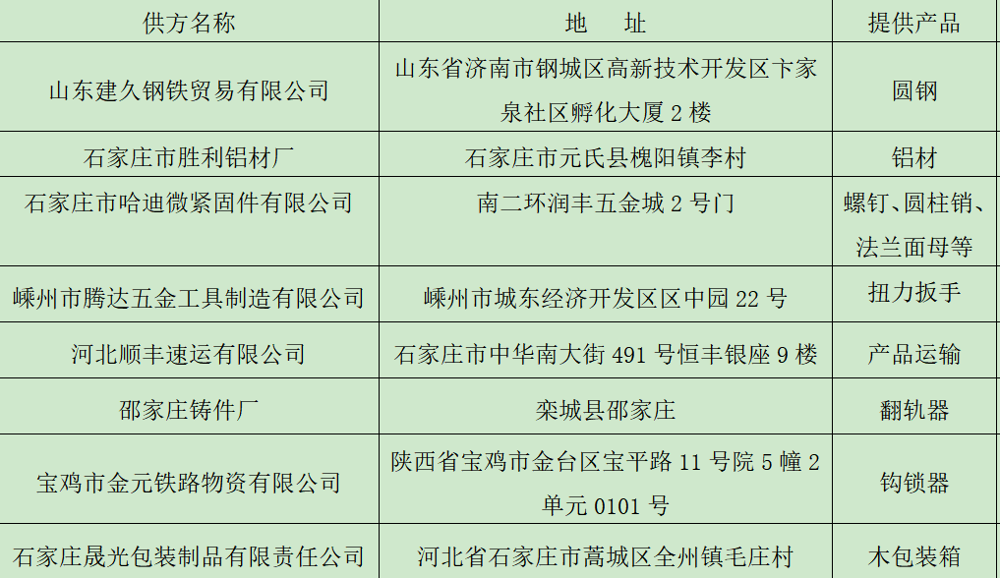 供方名称 地 址 提供产品
山东建久钢铁贸易有限公司 山东省济南市钢城区高新技术开发区卞家
泉社区孵化大厦 2 楼 圆钢
石家庄市胜利铝材厂 石家庄市元氏县槐阳镇李村 铝材
石家庄市哈迪微紧固件有限公司 南二环润丰五金城 2 号门 螺钉、圆柱销、
法兰面母等
嵊州市腾达五金工具制造有限公司 嵊州市城东经济开发区区中园 22 号 扭力扳手
河北顺丰速运有限公司 石家庄市中华南大街 491 号恒丰银座 9 楼 产品运输
邵家庄铸件厂 栾城县邵家庄 翻轨器
宝鸡市金元铁路物资有限公司 陕西省宝鸡市金台区宝平路 11 号院 5 幢 2
单元 0101 号 钩锁器
石家庄晟光包装制品有限责任公司 河北省石家庄市蒿城区全州镇毛庄村 木包装箱